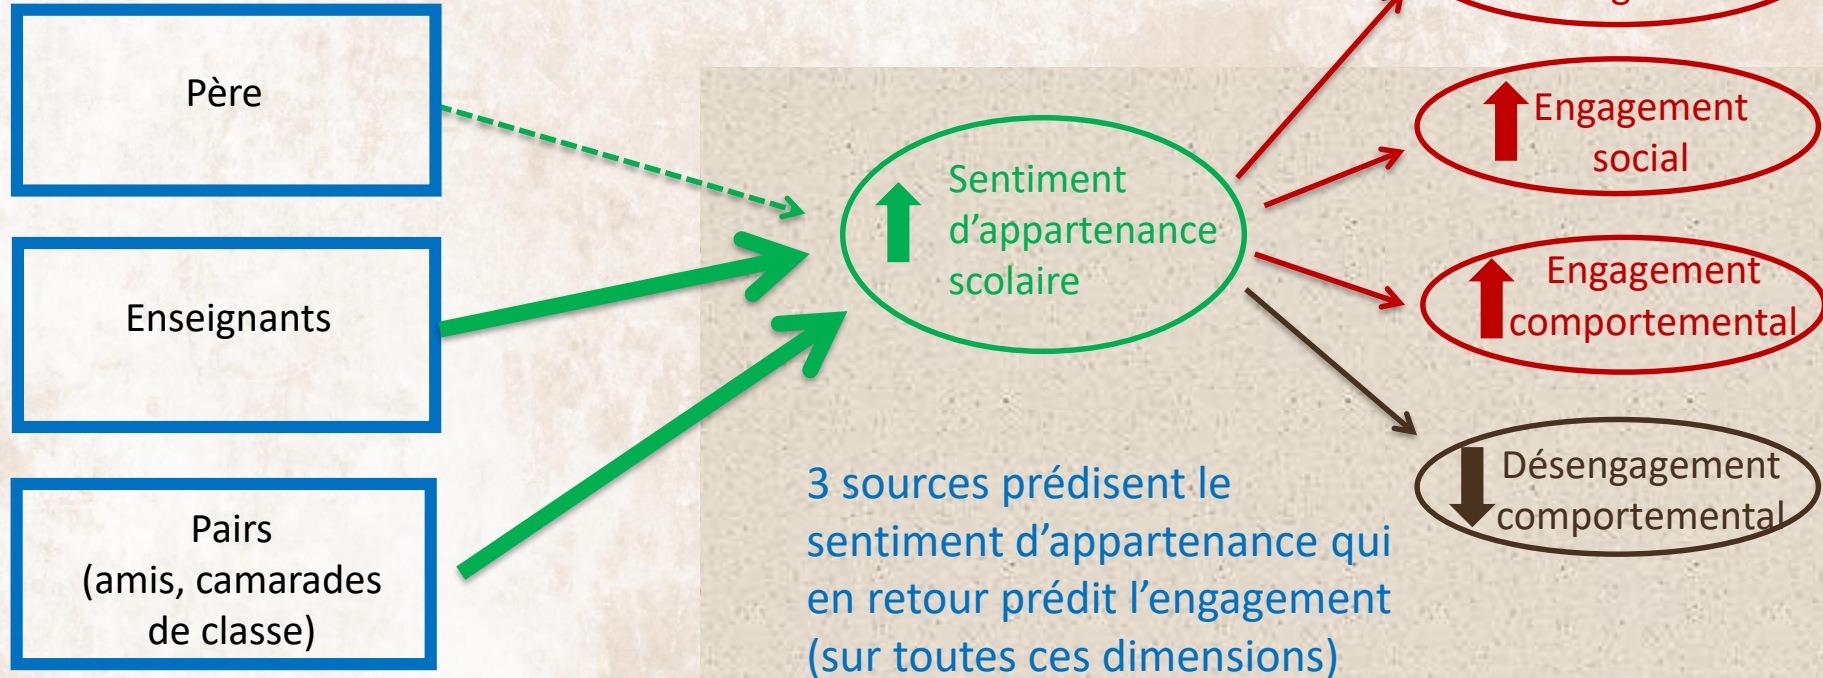 Père
Enseignants
Pairs
(amis, camarades
de classe)
Sentiment
d'appartenance
scolaire
Engagement
social
Engagement
comportemental
Désengagement
comportemental
3 sources prédisent le
sentiment d'appartenance qui
en retour prédit l'engagement
(sur toutes ces dimensions)